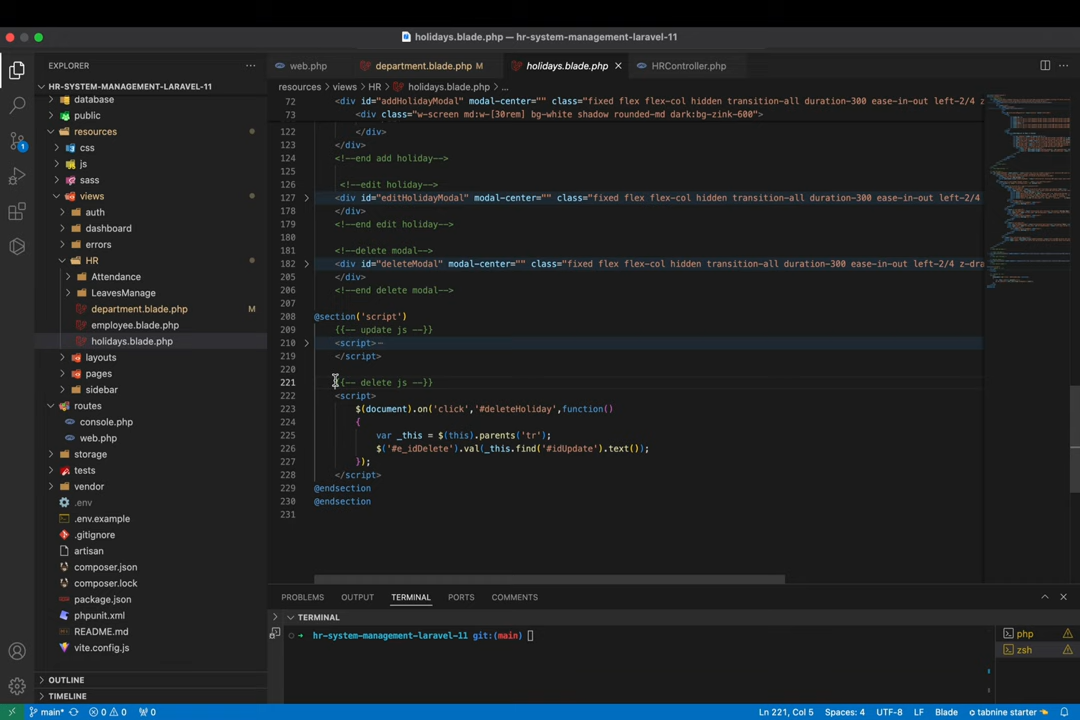 holidays.blade.php — hr-system-management-laravel-11
EXPLORER
web.php
department.blade.php M
holidays.blade.php
HRController.php
HR-SYSTEM-MANAGEMENT-LARAVEL-11
resources > views > HR > holidays.blade.php > ...
database
public
resources
css
js
sass
views
auth
dashboard
errors
HR
Attendance
LeavesManage
department.blade.php M
employee.blade.php
holidays.blade.php
layouts
pages
sidebar
routes
console.php
web.php
storage
tests
vendor
.env
.env.example
.gitignore
artisan
composer.json
composer.lock
package.json
phpunit.xml
README.md
vite.config.js
OUTLINE
TIMELINE
72 <div id="addHolidayModal" modal-center="" class="fixed flex flex-col hidden transition-all duration-300 ease-in-out left-2/4 z
73 <div class="w-screen md:w-[30rem] bg-white shadow rounded-md dark:bg-zink-600">
122 </div>
123 </div>
124 <!--end add holiday-->
125
126 <!--edit holiday-->
127 <div id="editHolidayModal" modal-center="" class="fixed flex flex-col hidden transition-all duration-300 ease-in-out left-2/4
178 </div>
179 <!--end edit holiday-->
180
181 <!--delete modal-->
182 <div id="deleteModal" modal-center="" class="fixed flex flex-col hidden transition-all duration-300 ease-in-out left-2/4 z-dra
205 </div>
206 <!--end delete modal-->
207
208 @section('script')
209 {{-- update js --}}
210 <script>⋯
219 </script>
220
221 {{-- delete js --}}
222 <script>
223 $(document).on('click','#deleteHoliday',function()
224 {
225 var _this = $(this).parents('tr');
226 $('#e_idDelete').val(_this.find('#idUpdate').text());
227 });
228 </script>
229 @endsection
230 @endsection
231
PROBLEMS OUTPUT TERMINAL PORTS COMMENTS
TERMINAL
hr-system-management-laravel-11 git:(main)
php
zsh
1
main* 0 0 0 Ln 221, Col 5 Spaces: 4 UTF-8 LF Blade tabnine starter